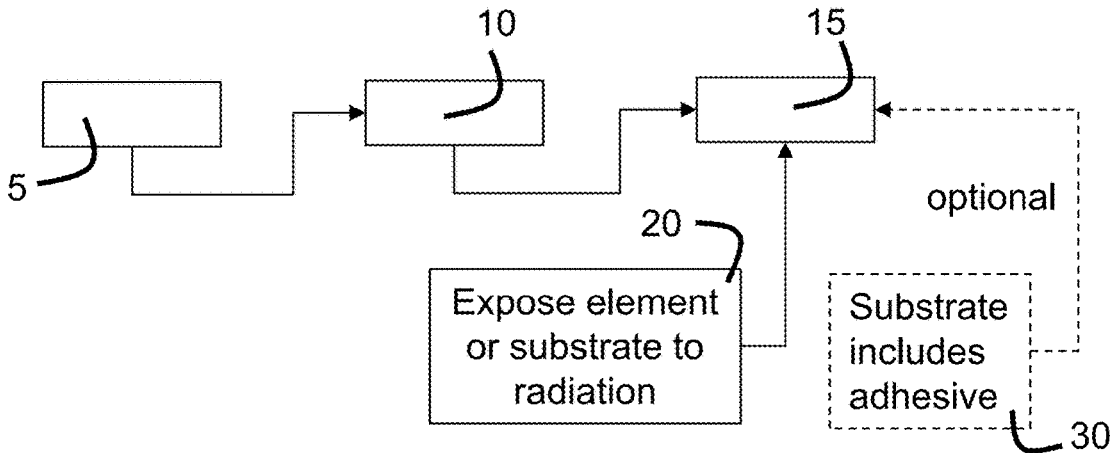 10
15
5
optional
20
Expose element
or substrate to
radiation
Substrate
includes
adhesive
30